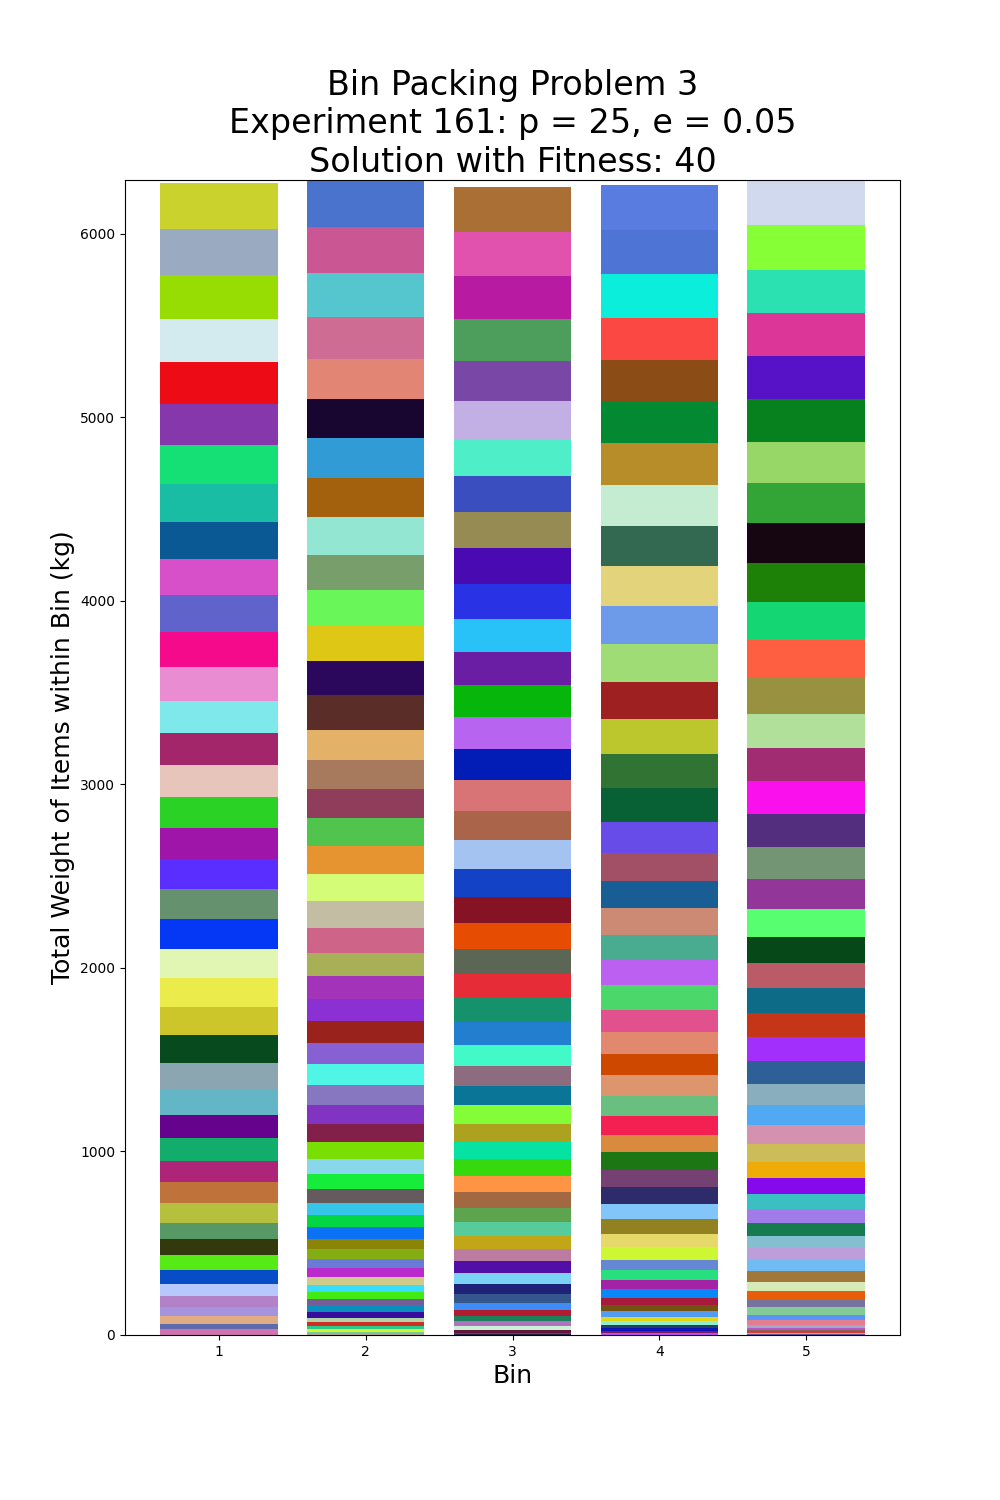 Bin Packing Problem 3
Experiment 161: p = 25, e = 0.05
Solution with Fitness: 40
Total Weight of Items within Bin (kg)
6000
5000
4000
3000
2000
1000
0
1 2 3 4 5
Bin